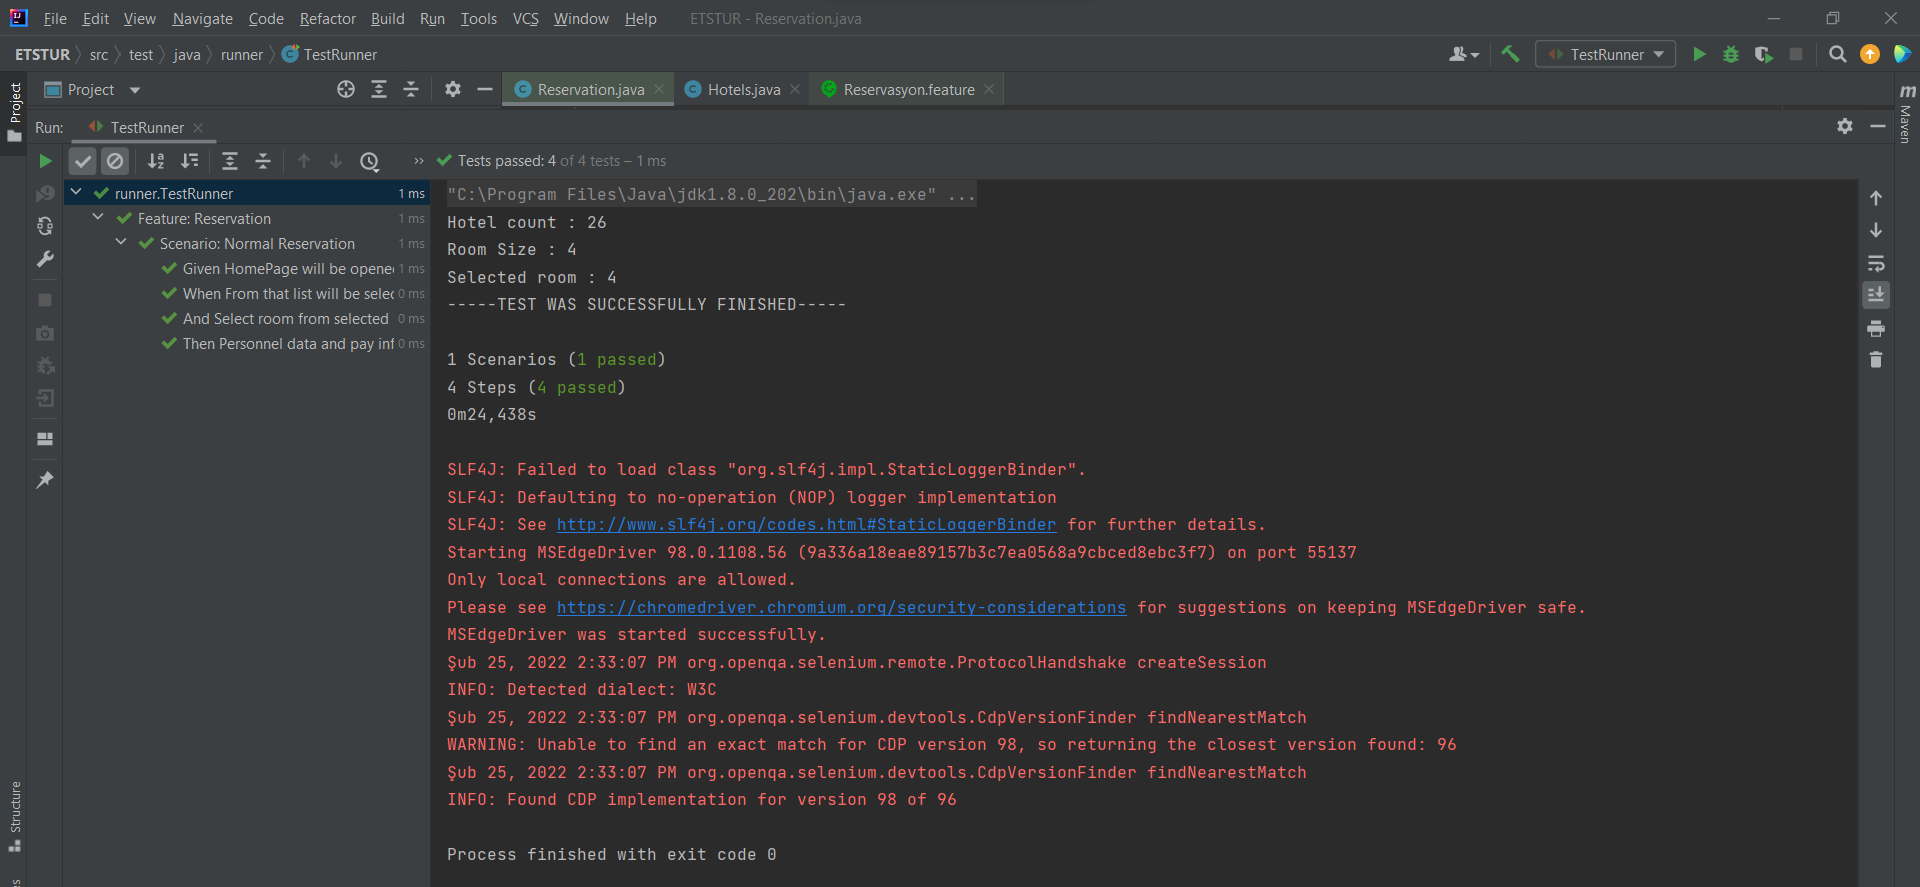 File Edit View Navigate Code Refactor Build Run Tools VCS Window Help ETSTUR - Reservation.java
ETSTUR src test java runner TestRunner
TestRunner
Project
Reservation.java Hotels.java Reservasyon.feature
Project
Maven
Run: TestRunner
Tests passed: 4 of 4 tests – 1 ms
runner.TestRunner 1 ms
Feature: Reservation 1 ms
Scenario: Normal Reservation 1 ms
Given HomePage will be opene 1 ms
When From that list will be selec 0 ms
And Select room from selected 0 ms
Then Personnel data and pay inf 0 ms
"C:\Program Files\Java\jdk1.8.0_202\bin\java.exe" ...
Hotel count : 26
Room Size : 4
Selected room : 4
-----TEST WAS SUCCESSFULLY FINISHED-----
1 Scenarios (1 passed)
4 Steps (4 passed)
0m24,438s
SLF4J: Failed to load class "org.slf4j.impl.StaticLoggerBinder".
SLF4J: Defaulting to no-operation (NOP) logger implementation
SLF4J: See http://www.slf4j.org/codes.html#StaticLoggerBinder for further details.
Starting MSEdgeDriver 98.0.1108.56 (9a336a18eae89157b3c7ea0568a9cbced8ebc3f7) on port 55137
Only local connections are allowed.
Please see https://chromedriver.chromium.org/security-considerations for suggestions on keeping MSEdgeDriver safe.
MSEdgeDriver was started successfully.
Şub 25, 2022 2:33:07 PM org.openqa.selenium.remote.ProtocolHandshake createSession
INFO: Detected dialect: W3C
Şub 25, 2022 2:33:07 PM org.openqa.selenium.devtools.CdpVersionFinder findNearestMatch
WARNING: Unable to find an exact match for CDP version 98, so returning the closest version found: 96
Şub 25, 2022 2:33:07 PM org.openqa.selenium.devtools.CdpVersionFinder findNearestMatch
INFO: Found CDP implementation for version 98 of 96
Process finished with exit code 0
Structure